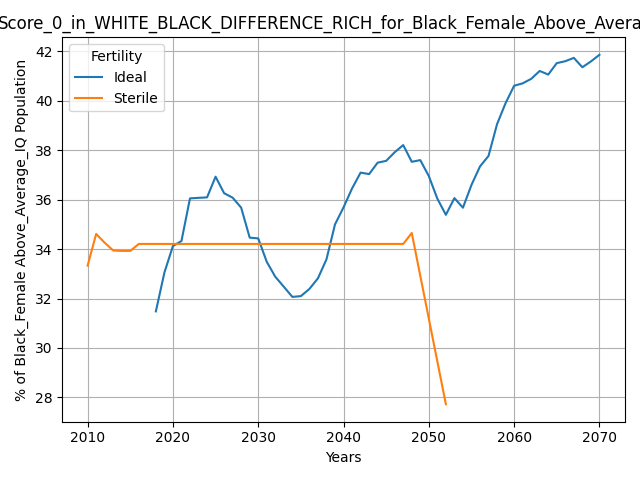 Score_0_in_WHITE_BLACK_DIFFERENCE_RICH_for_Black_Female_Above_Avera
% of Black_Female Above_Average_IQ Population
Fertility
Ideal
Sterile
42
40
38
36
34
32
30
28
2010 2020 2030 2040 2050 2060 2070
Years